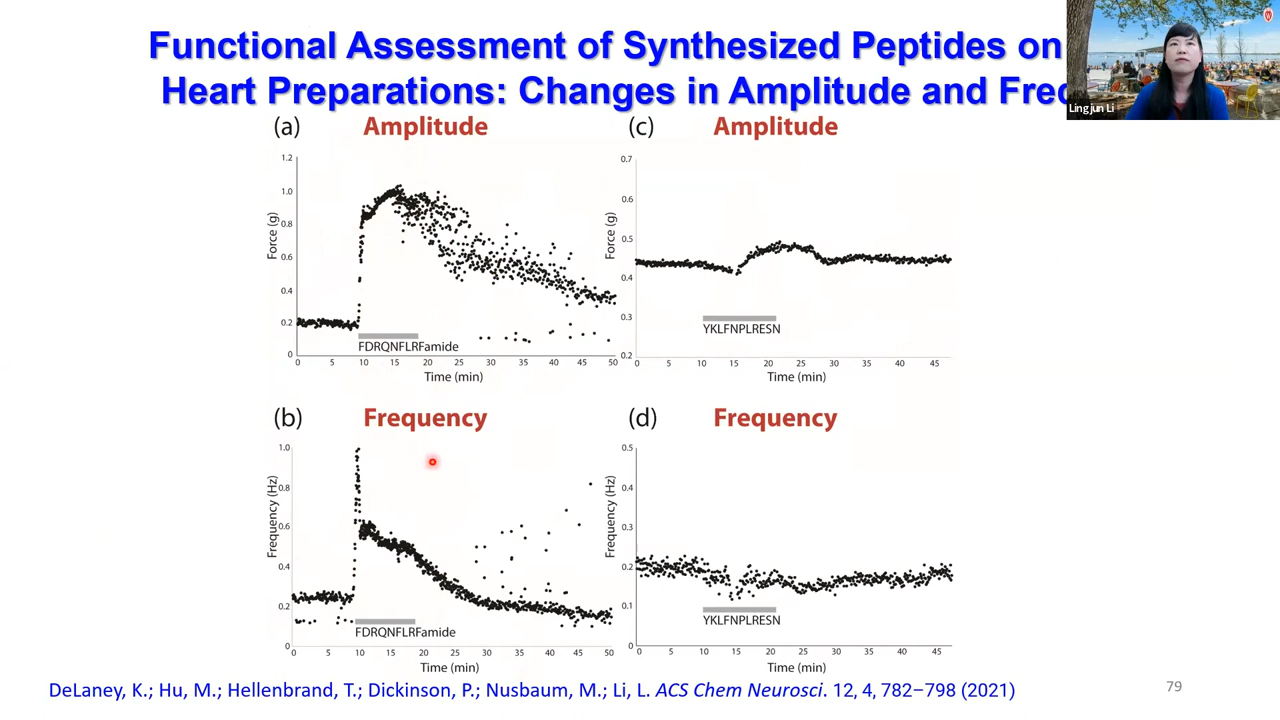 Functional Assessment of Synthesized Peptides on
Heart Preparations: Changes in Amplitude and Freq
Lingjun Li
(a) Amplitude
1.2
1.0
0.8
0.6
0.4
0.2
0
Force (g)
FDRQNFLRFamide
0 5 10 15 20 25 30 35 40 45 50
Time (min)
(c) Amplitude
0.7
0.6
0.5
0.4
0.3
0.2
Force (g)
YKLFNPLRESN
0 5 10 15 20 25 30 35 40 45
Time (min)
(b) Frequency
1.0
0.8
0.6
0.4
0.2
0
Frequency (Hz)
FDRQNFLRFamide
0 5 10 15 20 25 30 35 40 45 50
Time (min)
(d) Frequency
0.5
0.4
0.3
0.2
0.1
0
Frequency (Hz)
YKLFNPLRESN
0 5 10 15 20 25 30 35 40 45
Time (min)
DeLaney, K.; Hu, M.; Hellenbrand, T.; Dickinson, P.; Nusbaum, M.; Li, L. ACS Chem Neurosci. 12, 4, 782−798 (2021)
79